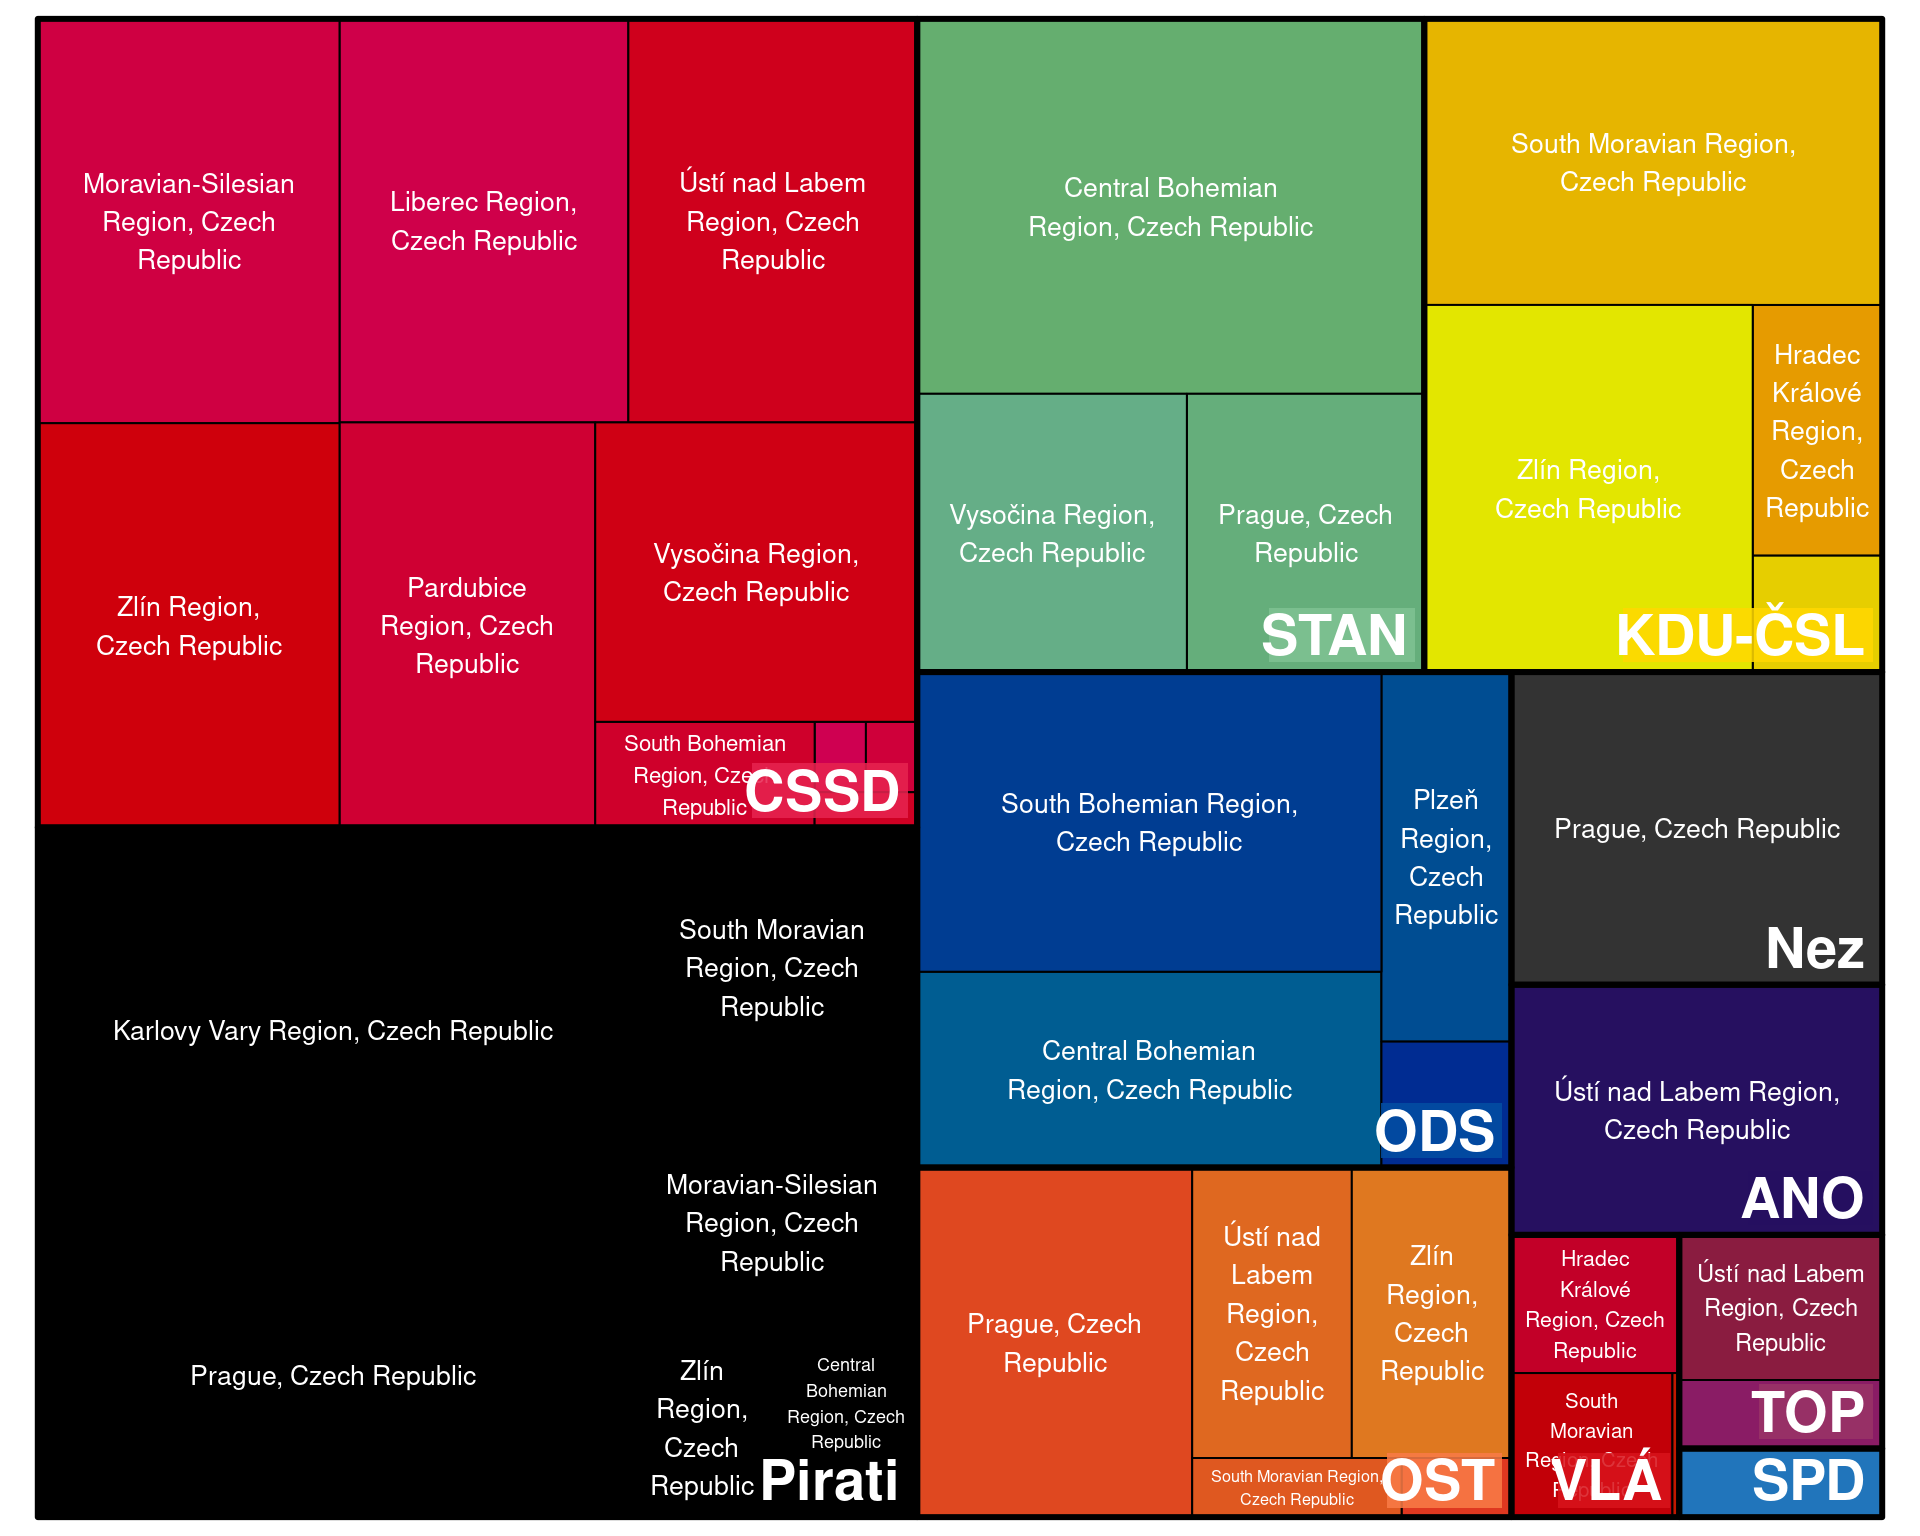 Moravian-Silesian
Region, Czech
Republic
Liberec Region,
Czech Republic
Ústí nad Labem
Region, Czech
Republic
Zlín Region,
Czech Republic
Pardubice
Region, Czech
Republic
Vysočina Region,
Czech Republic
South Bohemian
Region, Czech
Republic
CSSD
Central Bohemian
Region, Czech Republic
Vysočina Region,
Czech Republic
Prague, Czech
Republic
STAN
South Moravian Region,
Czech Republic
Zlín Region,
Czech Republic
Hradec
Králové
Region,
Czech
Republic
KDU-ČSL
Karlovy Vary Region, Czech Republic
South Moravian
Region, Czech
Republic
Moravian-Silesian
Region, Czech
Republic
Prague, Czech Republic
Zlín
Region,
Czech
Republic
Central
Bohemian
Region, Czech
Republic
Pirati
South Bohemian Region,
Czech Republic
Plzeň
Region,
Czech
Republic
Central Bohemian
Region, Czech Republic
ODS
Prague, Czech Republic
Nez
Ústí nad Labem Region,
Czech Republic
ANO
Prague, Czech
Republic
Ústí nad
Labem
Region,
Czech
Republic
Zlín
Region,
Czech
Republic
South Moravian Region,
Czech Republic
OST
Hradec
Králové
Region, Czech
Republic
South
Moravian
Region, Czech
Republic
VLÁ
Ústí nad Labem
Region, Czech
Republic
TOP
SPD